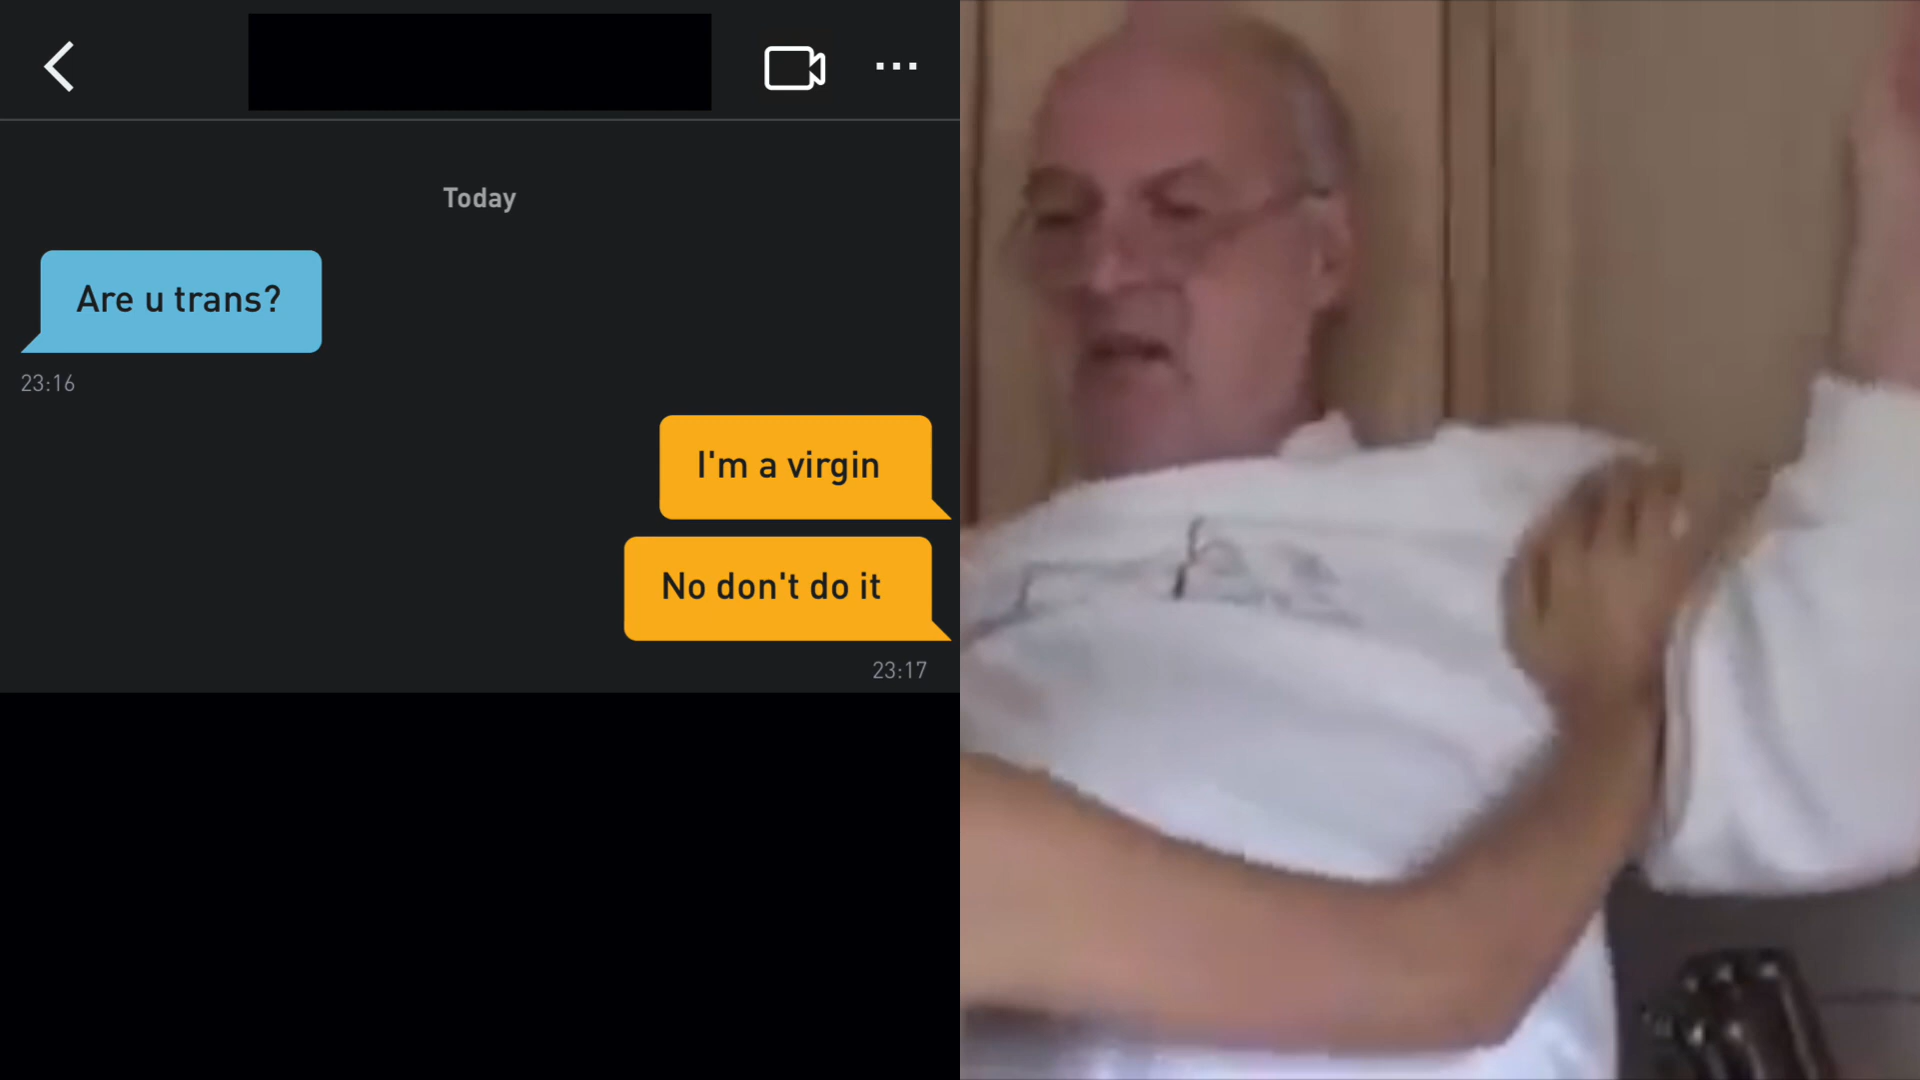 Today
Are u trans?
23:16
I'm a virgin
No don't do it
23:17